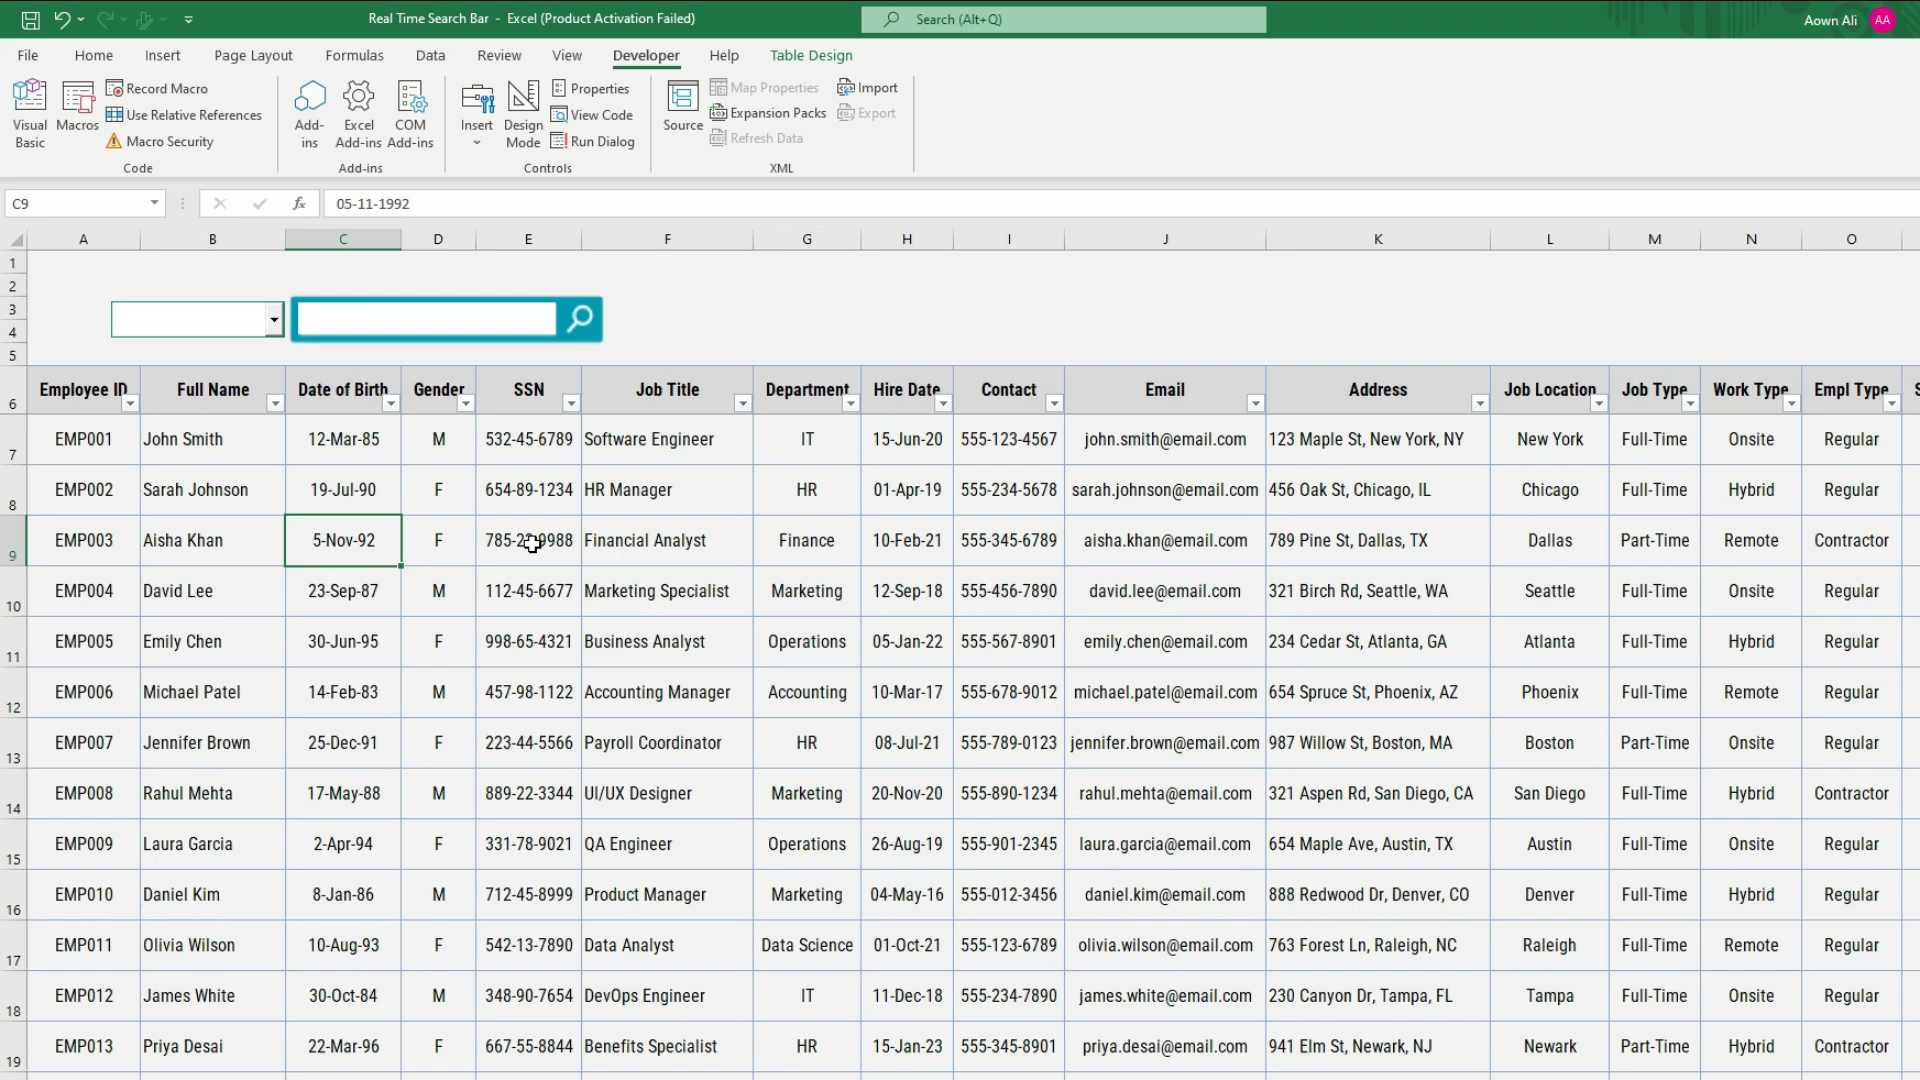 Real Time Search Bar - Excel (Product Activation Failed)
Search (Alt+Q)
Aown Ali AA
File Home Insert Page Layout Formulas Data Review View Developer Help Table Design
Visual Basic
Macros
Record Macro
Use Relative References
Macro Security
Code
Add-ins
Excel Add-ins
COM Add-ins
Add-ins
Insert
Design Mode
Properties
View Code
Run Dialog
Controls
Source
Map Properties
Expansion Packs
Refresh Data
Import
Export
XML
C9 fx 05-11-1992
A B C D E F G H I J K L M N O
1
2
3
4
5
6 Employee ID Full Name Date of Birth Gender SSN Job Title Department Hire Date Contact Email Address Job Location Job Type Work Type Empl Type
7 EMP001 John Smith 12-Mar-85 M 532-45-6789 Software Engineer IT 15-Jun-20 555-123-4567 john.smith@email.com 123 Maple St, New York, NY New York Full-Time Onsite Regular
8 EMP002 Sarah Johnson 19-Jul-90 F 654-89-1234 HR Manager HR 01-Apr-19 555-234-5678 sarah.johnson@email.com 456 Oak St, Chicago, IL Chicago Full-Time Hybrid Regular
9 EMP003 Aisha Khan 5-Nov-92 F Financial Analyst Finance 10-Feb-21 555-345-6789 aisha.khan@email.com 789 Pine St, Dallas, TX Dallas Part-Time Remote Contractor
10 EMP004 David Lee 23-Sep-87 M 112-45-6677 Marketing Specialist Marketing 12-Sep-18 555-456-7890 david.lee@email.com 321 Birch Rd, Seattle, WA Seattle Full-Time Onsite Regular
11 EMP005 Emily Chen 30-Jun-95 F 998-65-4321 Business Analyst Operations 05-Jan-22 555-567-8901 emily.chen@email.com 234 Cedar St, Atlanta, GA Atlanta Full-Time Hybrid Regular
12 EMP006 Michael Patel 14-Feb-83 M 457-98-1122 Accounting Manager Accounting 10-Mar-17 555-678-9012 michael.patel@email.com 654 Spruce St, Phoenix, AZ Phoenix Full-Time Remote Regular
13 EMP007 Jennifer Brown 25-Dec-91 F 223-44-5566 Payroll Coordinator HR 08-Jul-21 555-789-0123 jennifer.brown@email.com 987 Willow St, Boston, MA Boston Part-Time Onsite Regular
14 EMP008 Rahul Mehta 17-May-88 M 889-22-3344 UI/UX Designer Marketing 20-Nov-20 555-890-1234 rahul.mehta@email.com 321 Aspen Rd, San Diego, CA San Diego Full-Time Hybrid Contractor
15 EMP009 Laura Garcia 2-Apr-94 F 331-78-9021 QA Engineer Operations 26-Aug-19 555-901-2345 laura.garcia@email.com 654 Maple Ave, Austin, TX Austin Full-Time Onsite Regular
16 EMP010 Daniel Kim 8-Jan-86 M 712-45-8999 Product Manager Marketing 04-May-16 555-012-3456 daniel.kim@email.com 888 Redwood Dr, Denver, CO Denver Full-Time Hybrid Regular
17 EMP011 Olivia Wilson 10-Aug-93 F 542-13-7890 Data Analyst Data Science 01-Oct-21 555-123-6789 olivia.wilson@email.com 763 Forest Ln, Raleigh, NC Raleigh Full-Time Remote Regular
18 EMP012 James White 30-Oct-84 M 348-90-7654 DevOps Engineer IT 11-Dec-18 555-234-7890 james.white@email.com 230 Canyon Dr, Tampa, FL Tampa Full-Time Onsite Regular
19 EMP013 Priya Desai 22-Mar-96 F 667-55-8844 Benefits Specialist HR 15-Jan-23 555-345-8901 priya.desai@email.com 941 Elm St, Newark, NJ Newark Part-Time Hybrid Contractor